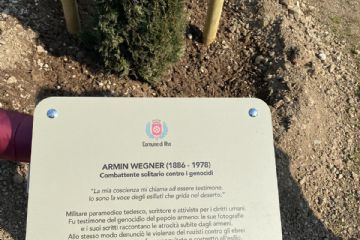 Comune di Rho
ARMIN WEGNER (1886 - 1978)
Combattente solitario contro i genocidi
"La mia coscienza mi chiama ad essere testimone.
Io sono la voce degli esiliati che grida nel deserto."
Militare paramedico tedesco, scrittore e attivista per i diritti umani.
Fu testimone del genocidio del popolo armeno: le sue fotografie
e i suoi scritti raccontano le atrocità subite dagli armeni.
Allo stesso modo denunciò le violenze dei nazisti contro gli ebrei